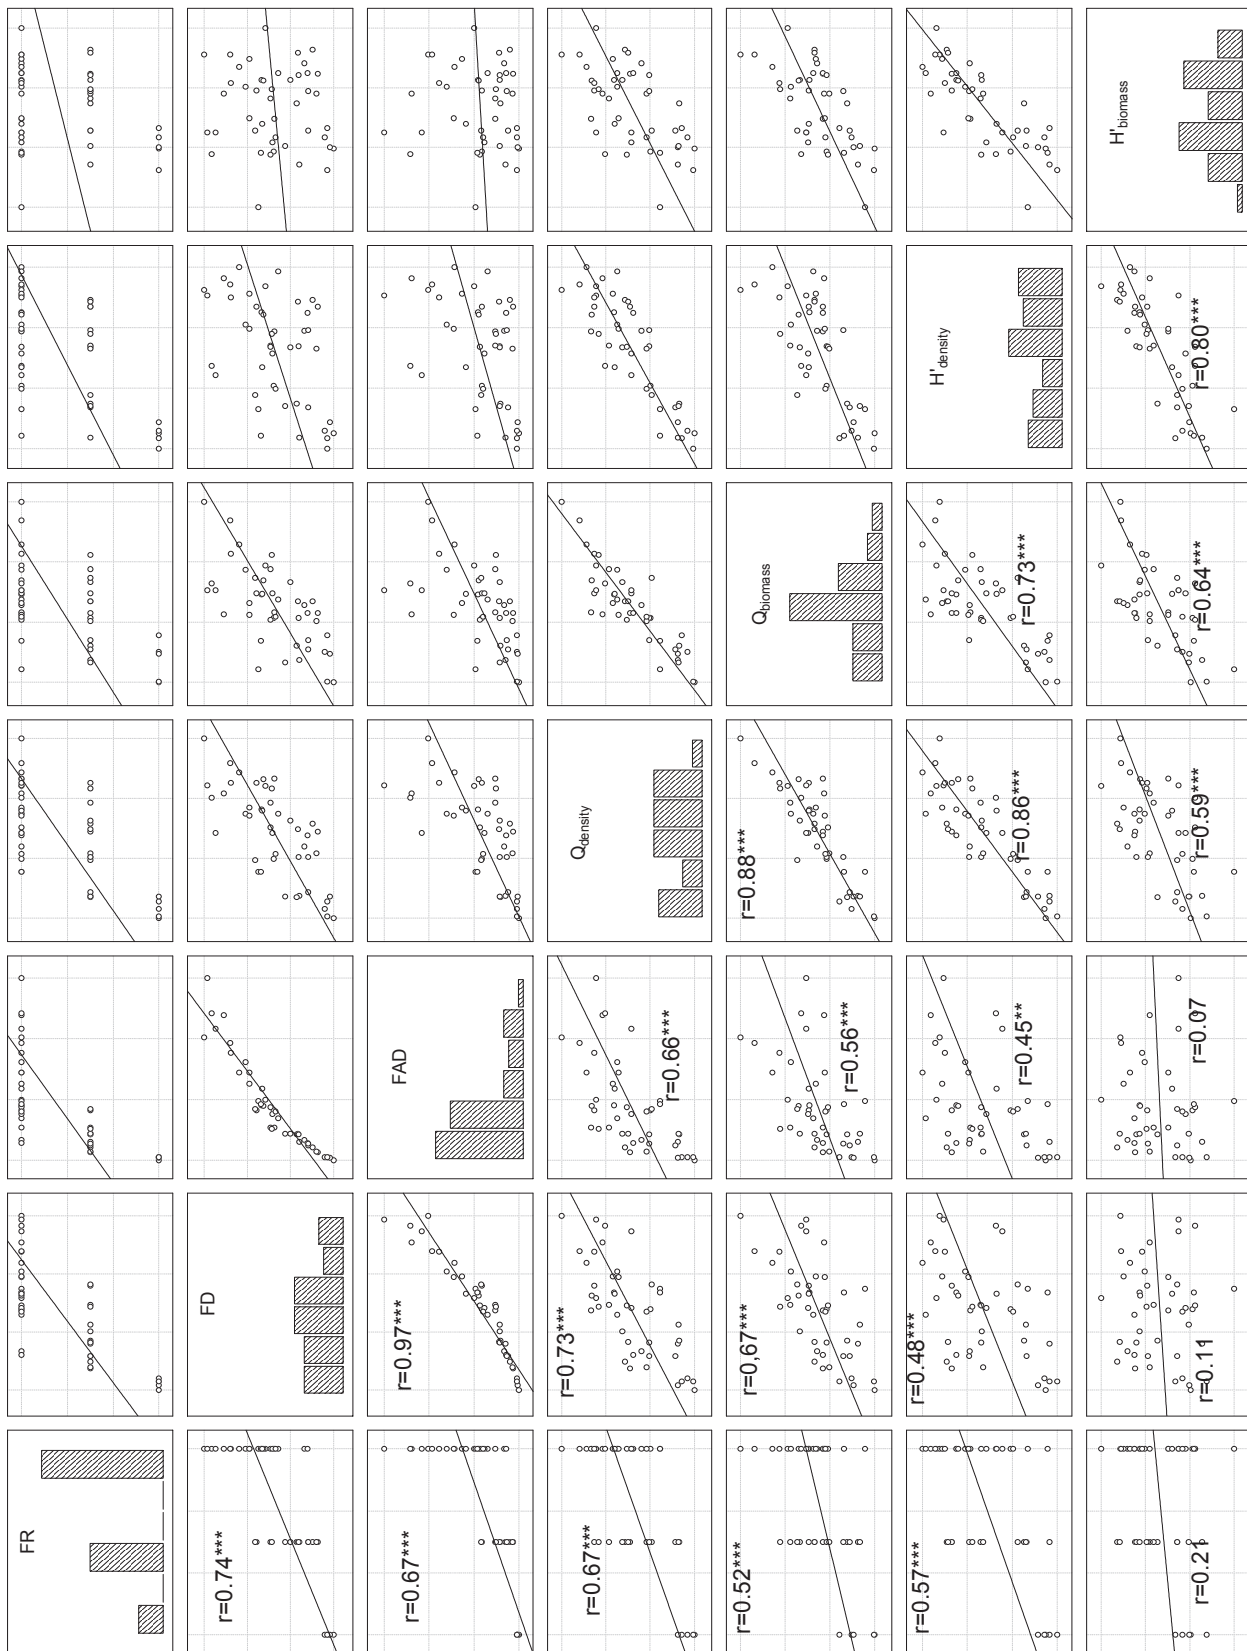 FR
r=0.74***
r=0.67***
r=0.67***
r=0.52***
r=0.57***
r=0.21
FD
r=0.97***
r=0.73***
r=0,67***
r=0.48***
r=0.11
FAD
r=0.66***
r=0.56***
r=0.45**
r=0.07
Qdensity
r=0.88***
r=0.86***
r=0.59***
Qbiomass
r=0.73***
r=0.64***
H'density
r=0.80***
H'biomass